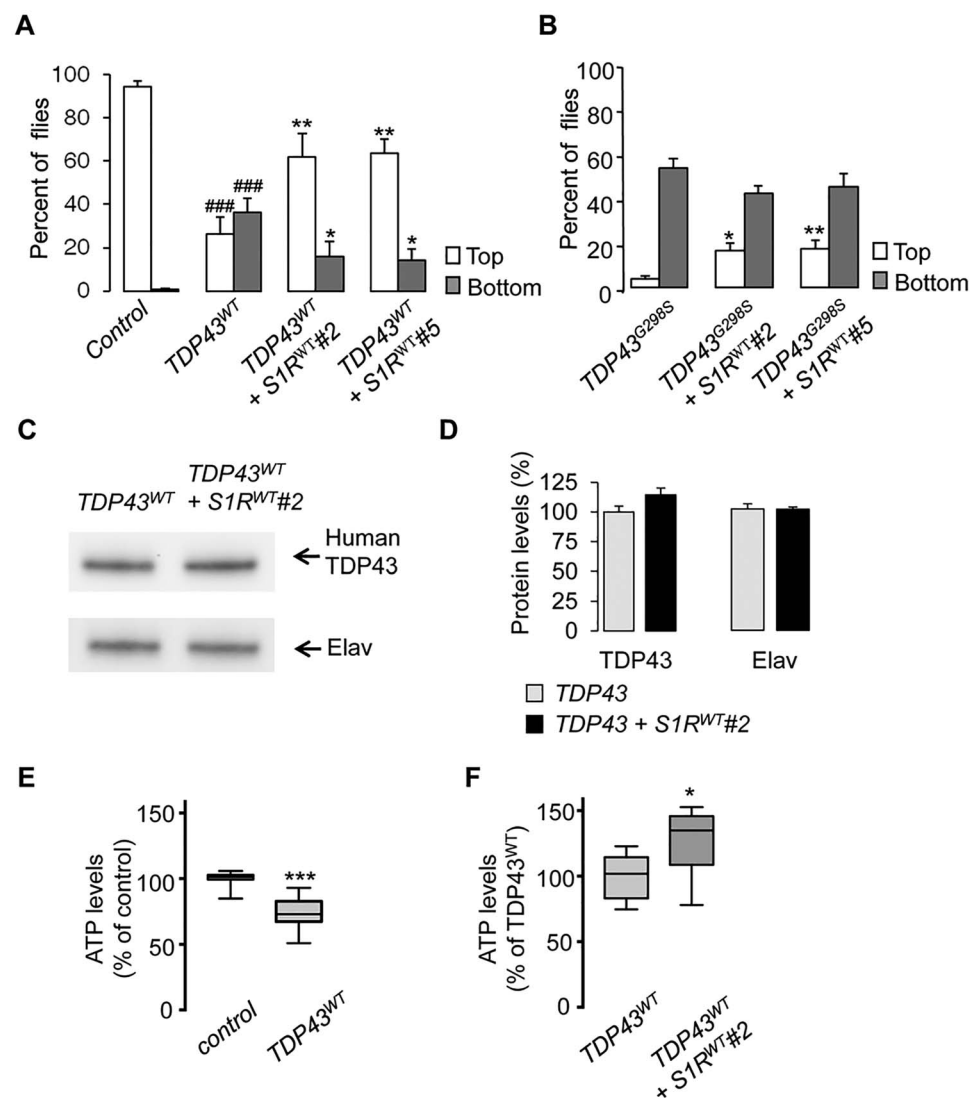 A
Percent of flies
100
80
60
40
20
0
###
###
**
*
**
*
Top
Bottom
Control
TDP43WT
TDP43WT
+ S1RWT#2
TDP43WT
+ S1RWT#5
B
Percent of flies
100
80
60
40
20
0
*
**
Top
Bottom
TDP43G298S
TDP43G298S
+ S1RWT#2
TDP43G298S
+ S1RWT#5
C
TDP43WT
TDP43WT
+ S1RWT#2
Human
TDP43
Elav
D
Protein levels (%)
125
100
75
50
25
0
TDP43
Elav
TDP43
TDP43 + S1RWT#2
E
ATP levels
(% of control)
150
100
50
0
***
control
TDP43WT
F
ATP levels
(% of TDP43WT)
150
100
50
0
*
TDP43WT
TDP43WT
+ S1RWT#2